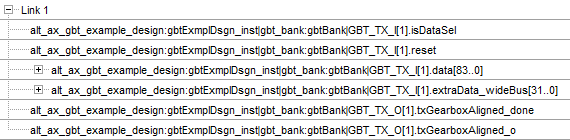 Link 1
alt_ax_gbt_example_design:gbtExmplDsgn_inst|gbt_bank:gbtBank|GBT_TX_I[1].isDataSel
alt_ax_gbt_example_design:gbtExmplDsgn_inst|gbt_bank:gbtBank|GBT_TX_I[1].reset
alt_ax_gbt_example_design:gbtExmplDsgn_inst|gbt_bank:gbtBank|GBT_TX_I[1].data[83..0]
alt_ax_gbt_example_design:gbtExmplDsgn_inst|gbt_bank:gbtBank|GBT_TX_I[1].extraData_wideBus[31..0]
alt_ax_gbt_example_design:gbtExmplDsgn_inst|gbt_bank:gbtBank|GBT_TX_O[1].txGearboxAligned_done
alt_ax_gbt_example_design:gbtExmplDsgn_inst|gbt_bank:gbtBank|GBT_TX_O[1].txGearboxAligned_o